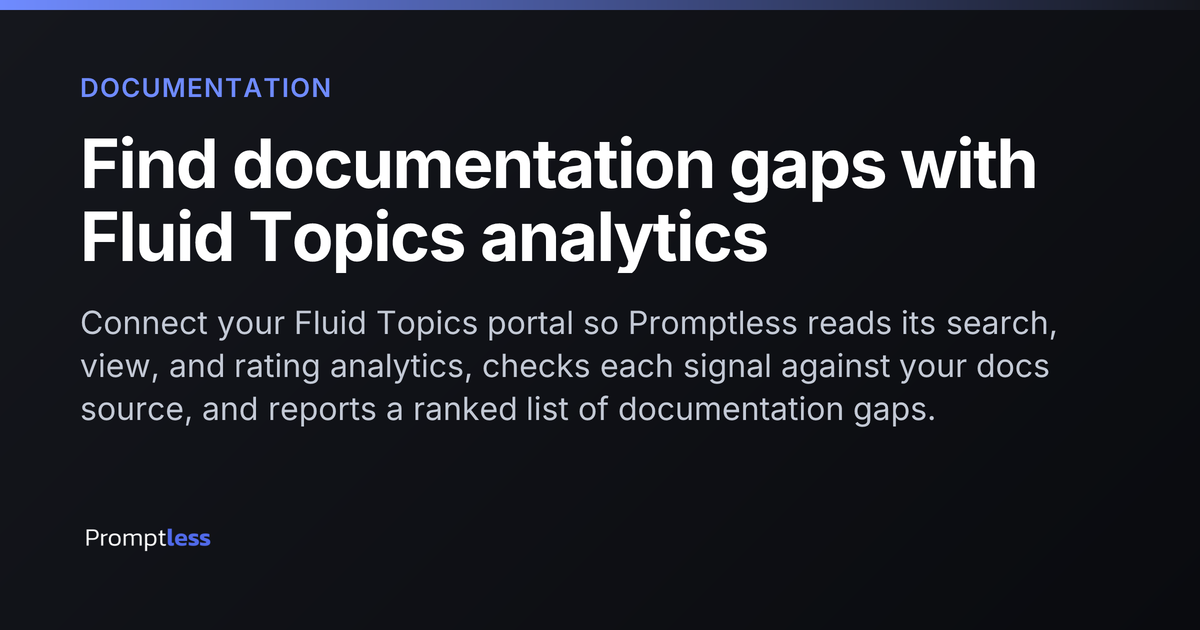 DOCUMENTATION
Find documentation gaps with
Fluid Topics analytics
Connect your Fluid Topics portal so Promptless reads its search,
view, and rating analytics, checks each signal against your docs
source, and reports a ranked list of documentation gaps.
Promptless